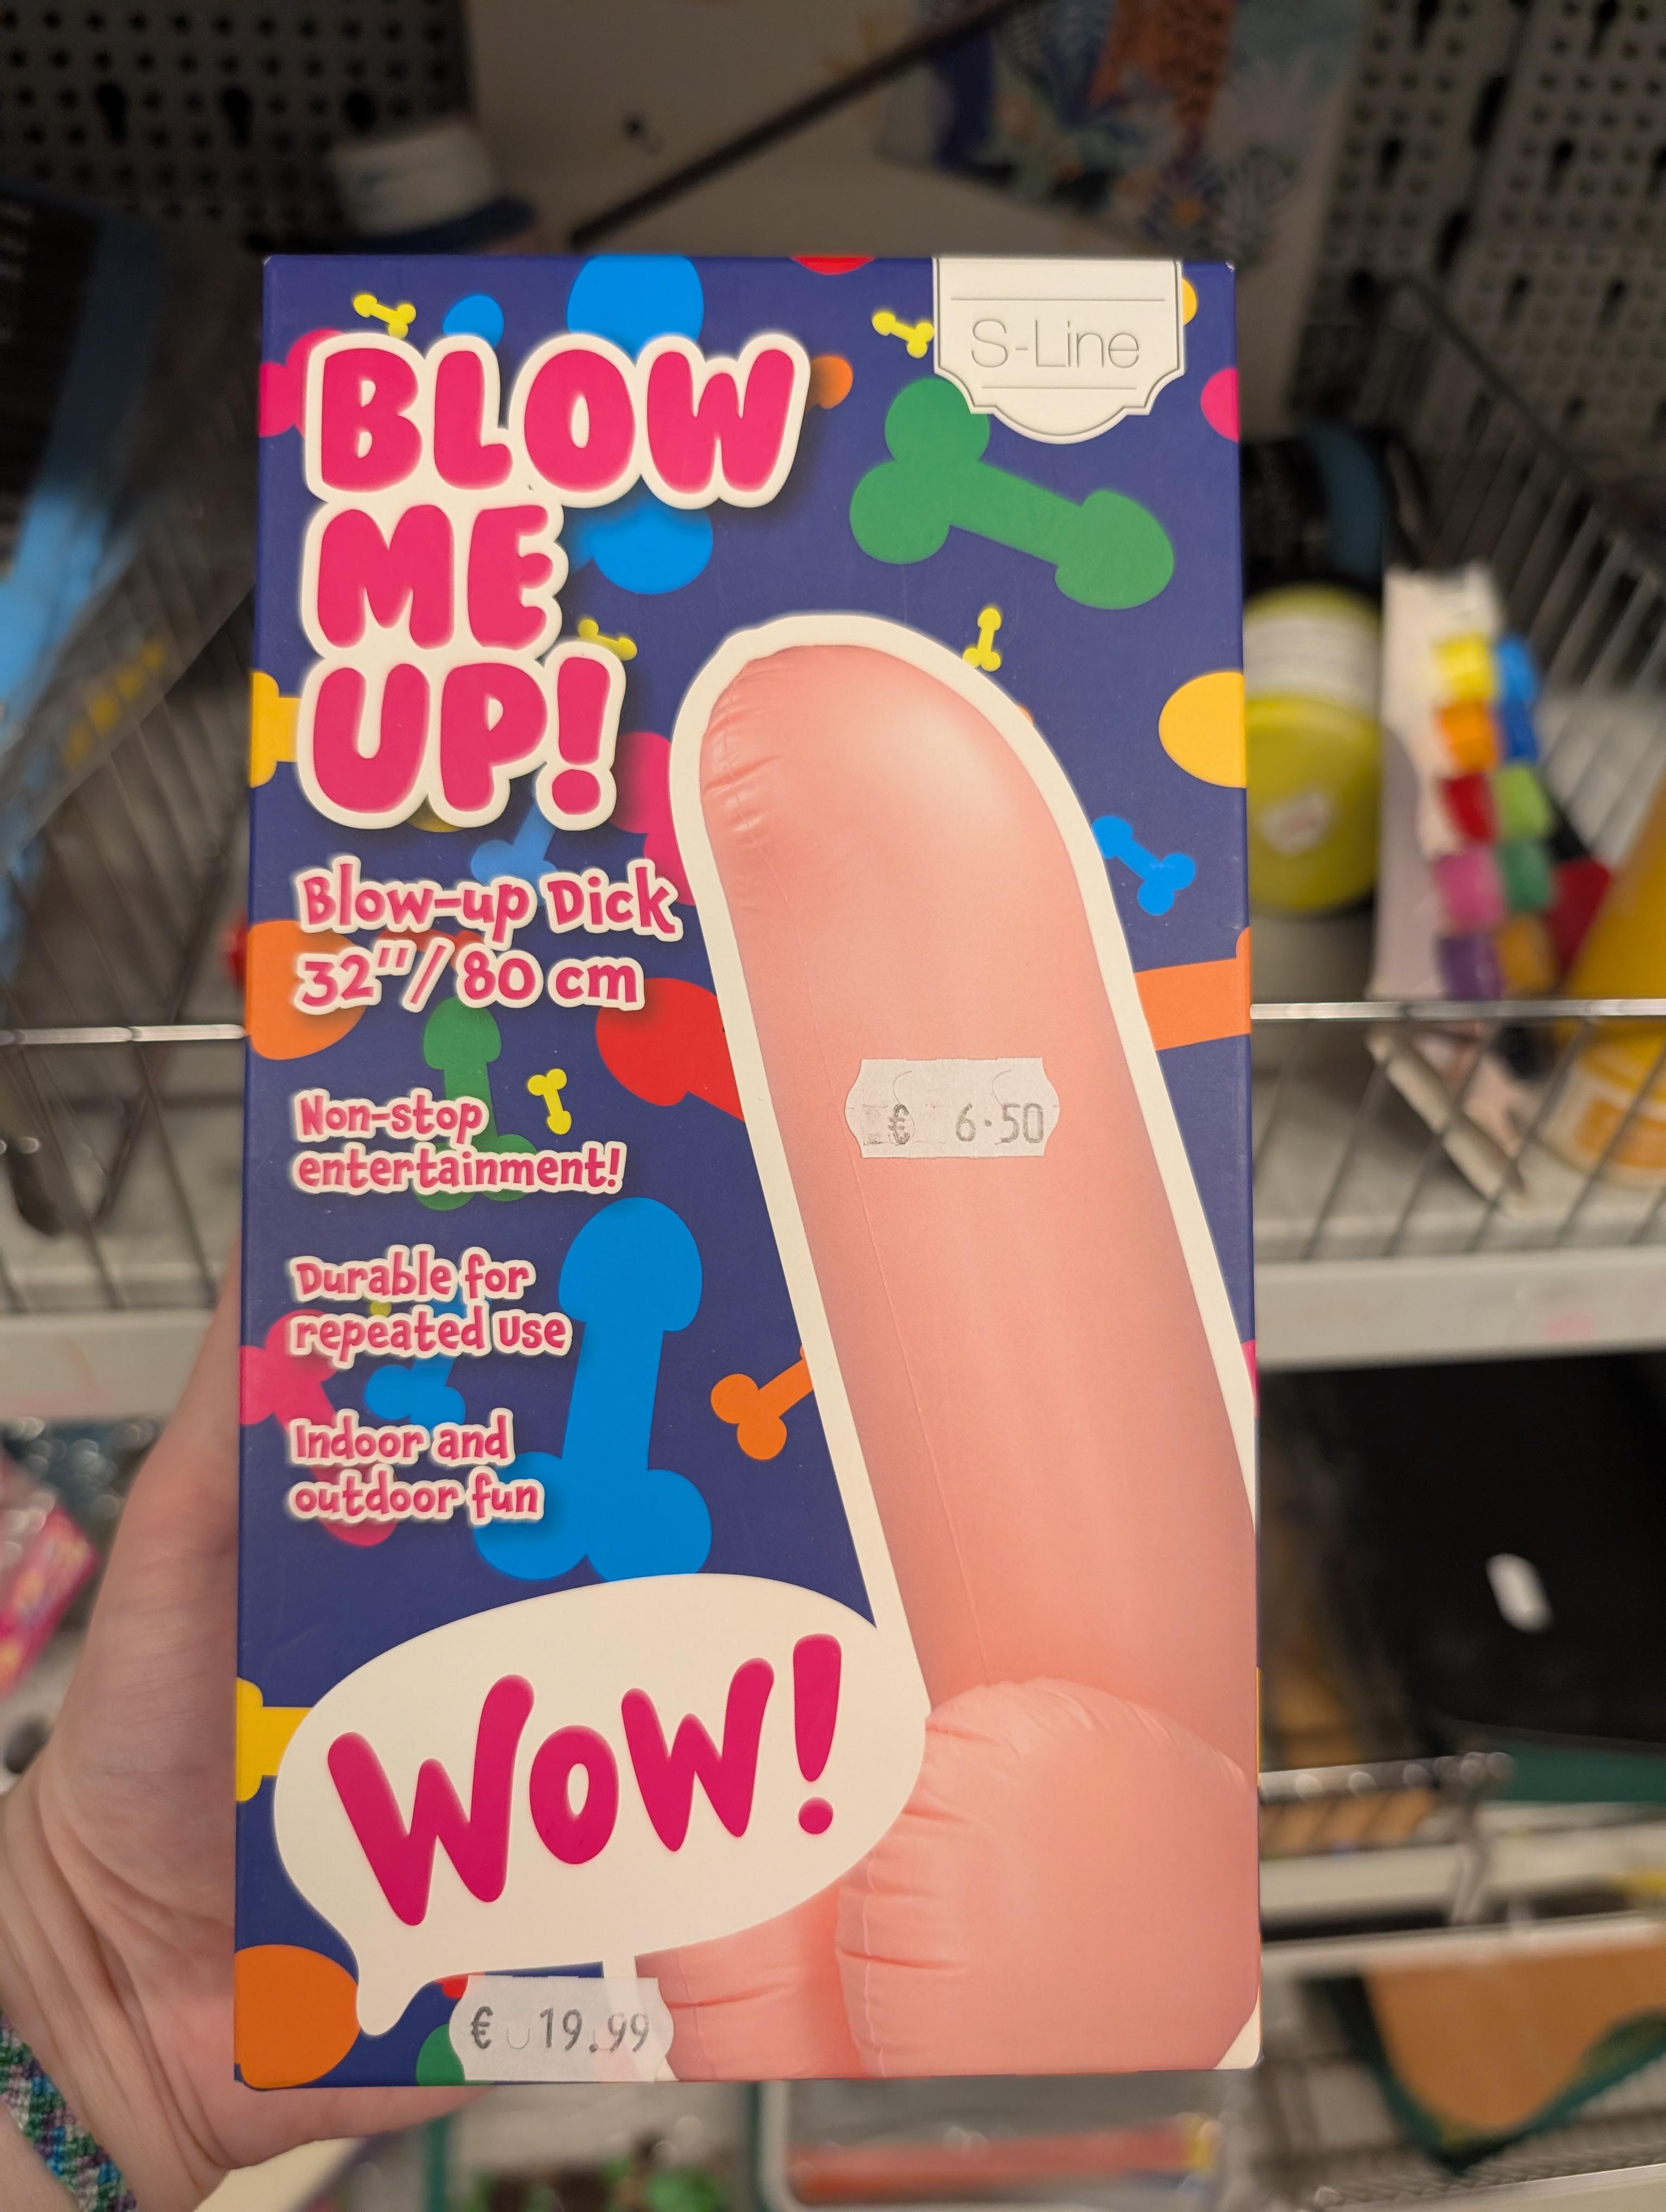 S-Line
BLOW
ME
UP!
Blow-up Dick
32"/80 cm
€ 6.50
Non-stop
entertainment!
Durable for
repeated use
Indoor and
outdoor fun
WOW!
€ 19.99